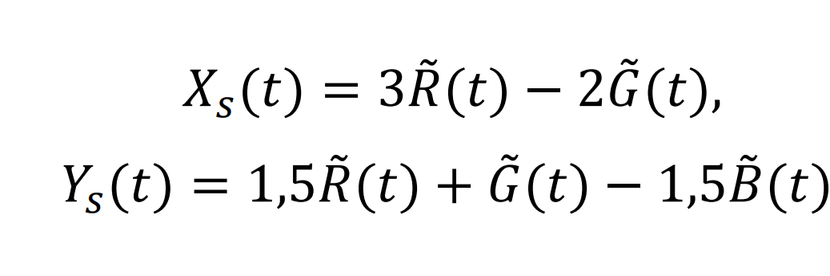 X_s(t) = 3R̃(t) − 2G̃(t),
Y_s(t) = 1,5R̃(t) + G̃(t) − 1,5B̃(t)